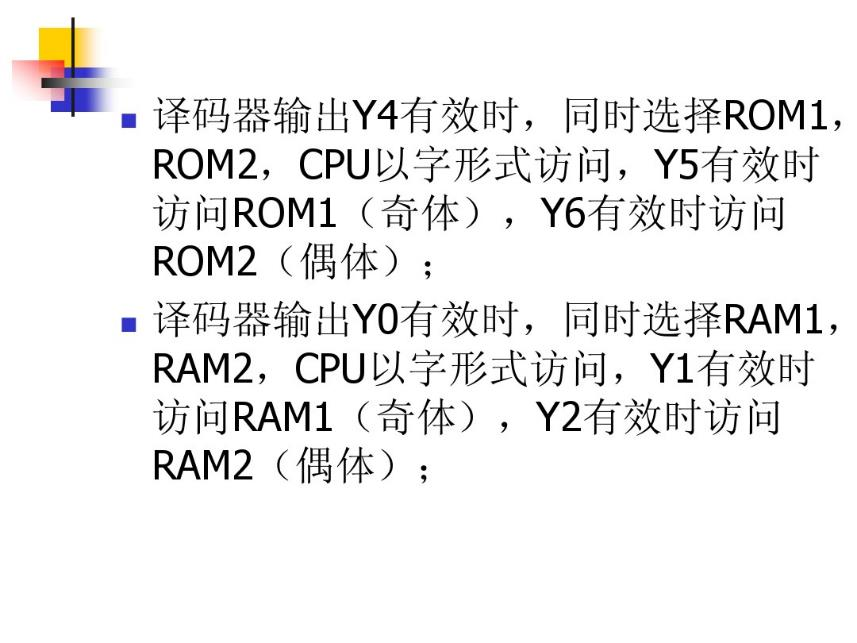 译码器输出Y4有效时，同时选择ROM1，
ROM2，CPU以字形式访问，Y5有效时
访问ROM1（奇体），Y6有效时访问
ROM2（偶体）；
译码器输出Y0有效时，同时选择RAM1，
RAM2，CPU以字形式访问，Y1有效时
访问RAM1（奇体），Y2有效时访问
RAM2（偶体）；